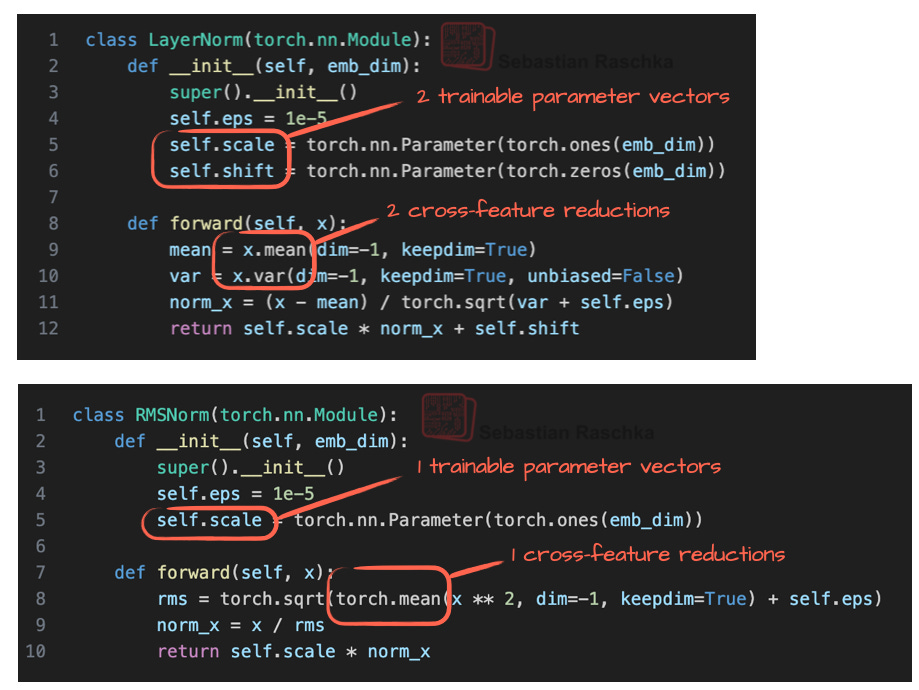 1 class LayerNorm(torch.nn.Module):
Sebastian Raschka
2 def __init__(self, emb_dim):
3 super().__init__()
2 trainable parameter vectors
4 self.eps = 1e-5
5 self.scale = torch.nn.Parameter(torch.ones(emb_dim))
6 self.shift = torch.nn.Parameter(torch.zeros(emb_dim))
7
2 cross-feature reductions
8 def forward(self, x):
9 mean = x.mean(dim=-1, keepdim=True)
10 var = x.var(dim=-1, keepdim=True, unbiased=False)
11 norm_x = (x - mean) / torch.sqrt(var + self.eps)
12 return self.scale * norm_x + self.shift
1 class RMSNorm(torch.nn.Module):
Sebastian Raschka
2 def __init__(self, emb_dim):
3 super().__init__()
1 trainable parameter vectors
4 self.eps = 1e-5
5 self.scale = torch.nn.Parameter(torch.ones(emb_dim))
6
1 cross-feature reductions
7 def forward(self, x):
8 rms = torch.sqrt(torch.mean(x ** 2, dim=-1, keepdim=True) + self.eps)
9 norm_x = x / rms
10 return self.scale * norm_x